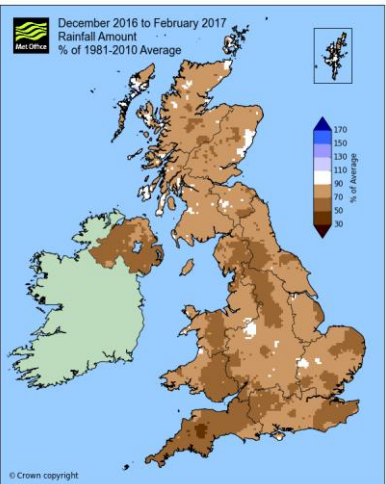 Met Office
December 2016 to February 2017
Rainfall Amount
% of 1981-2010 Average
170
150
130
110
90
70
50
30
% of Average
© Crown copyright